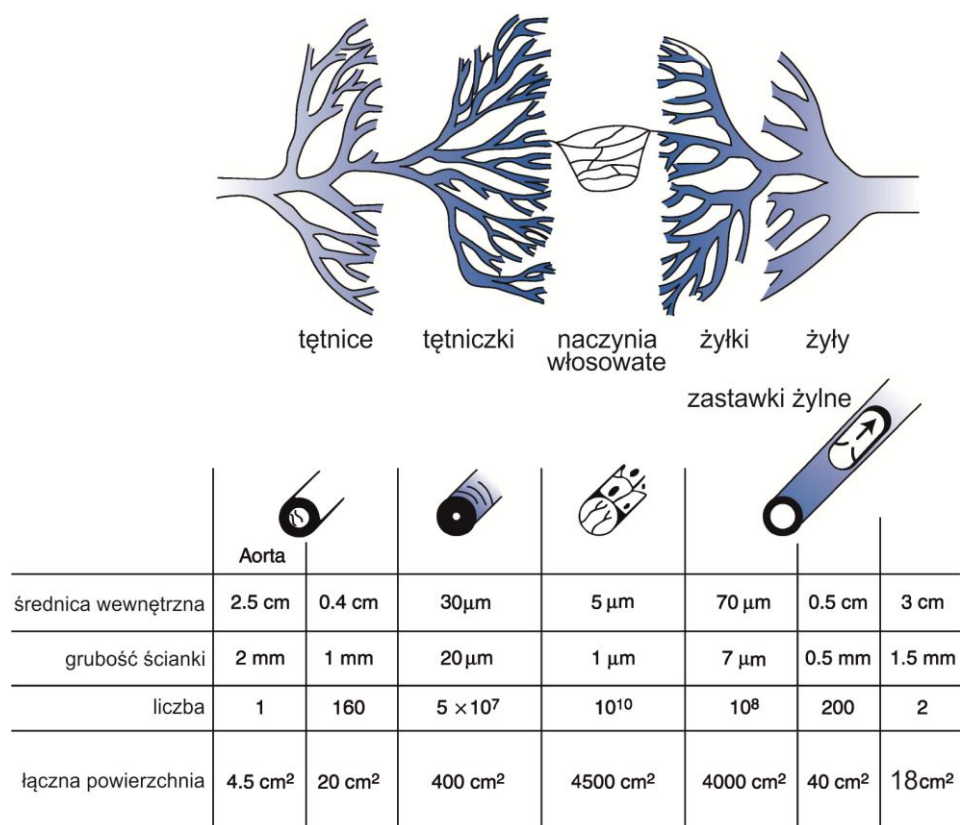 tętnice tętniczki naczynia włosowate żyłki żyły
zastawki żylne
Aorta
średnica wewnętrzna 2.5 cm 0.4 cm 30μm 5 μm 70 μm 0.5 cm 3 cm
grubość ścianki 2 mm 1 mm 20μm 1 μm 7 μm 0.5 mm 1.5 mm
liczba 1 160 5 ×10⁷ 10¹⁰ 10⁸ 200 2
łączna powierzchnia 4.5 cm² 20 cm² 400 cm² 4500 cm² 4000 cm² 40 cm² 18cm²